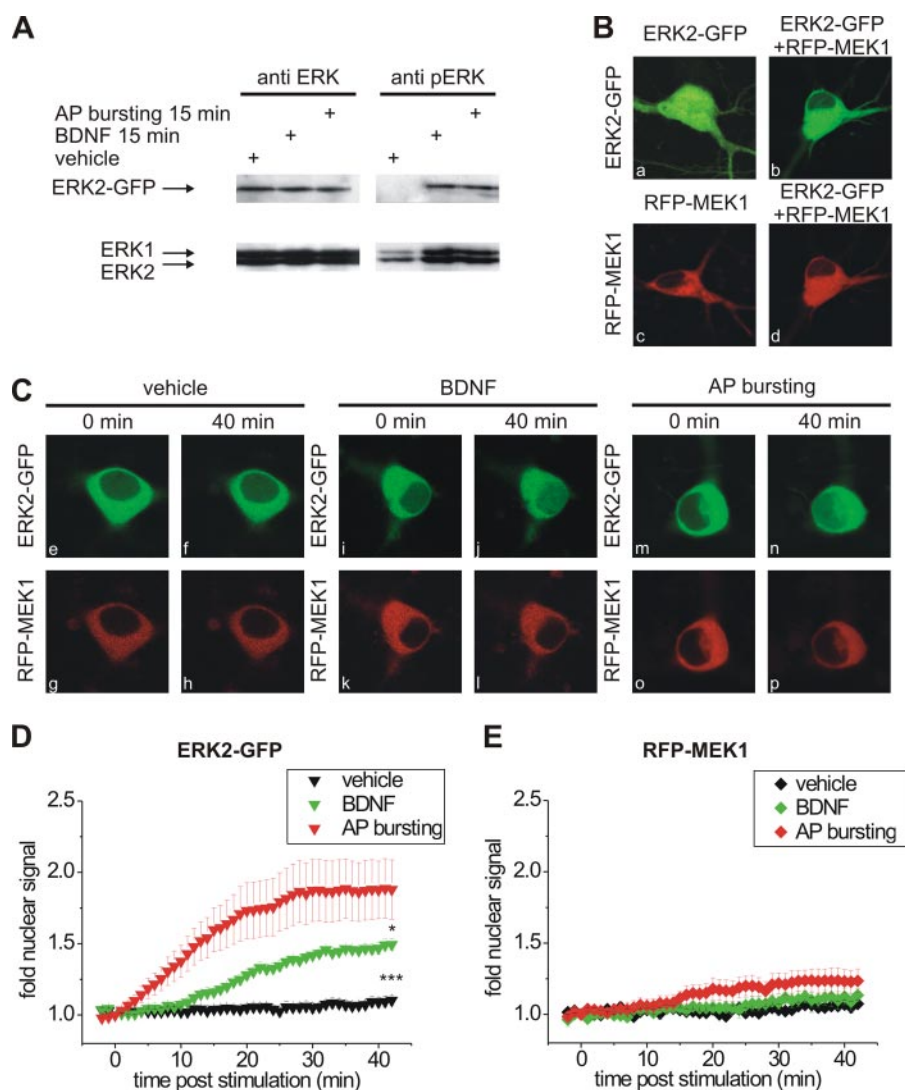 A
anti ERK
anti pERK
AP bursting 15 min
+
+
BDNF 15 min
+
+
vehicle
+
+
ERK2-GFP
ERK1
ERK2
B
ERK2-GFP
ERK2-GFP
+RFP-MEK1
ERK2-GFP
a
b
RFP-MEK1
ERK2-GFP
+RFP-MEK1
RFP-MEK1
c
d
C
vehicle
BDNF
AP bursting
0 min
40 min
0 min
40 min
0 min
40 min
ERK2-GFP
e
f
ERK2-GFP
i
j
ERK2-GFP
m
n
RFP-MEK1
g
h
RFP-MEK1
k
l
RFP-MEK1
o
p
D
ERK2-GFP
vehicle
BDNF
AP bursting
fold nuclear signal
2.5
2.0
1.5
1.0
*
***
0
10
20
30
40
time post stimulation (min)
E
RFP-MEK1
vehicle
BDNF
AP bursting
fold nuclear signal
2.5
2.0
1.5
1.0
0
10
20
30
40
time post stimulation (min)